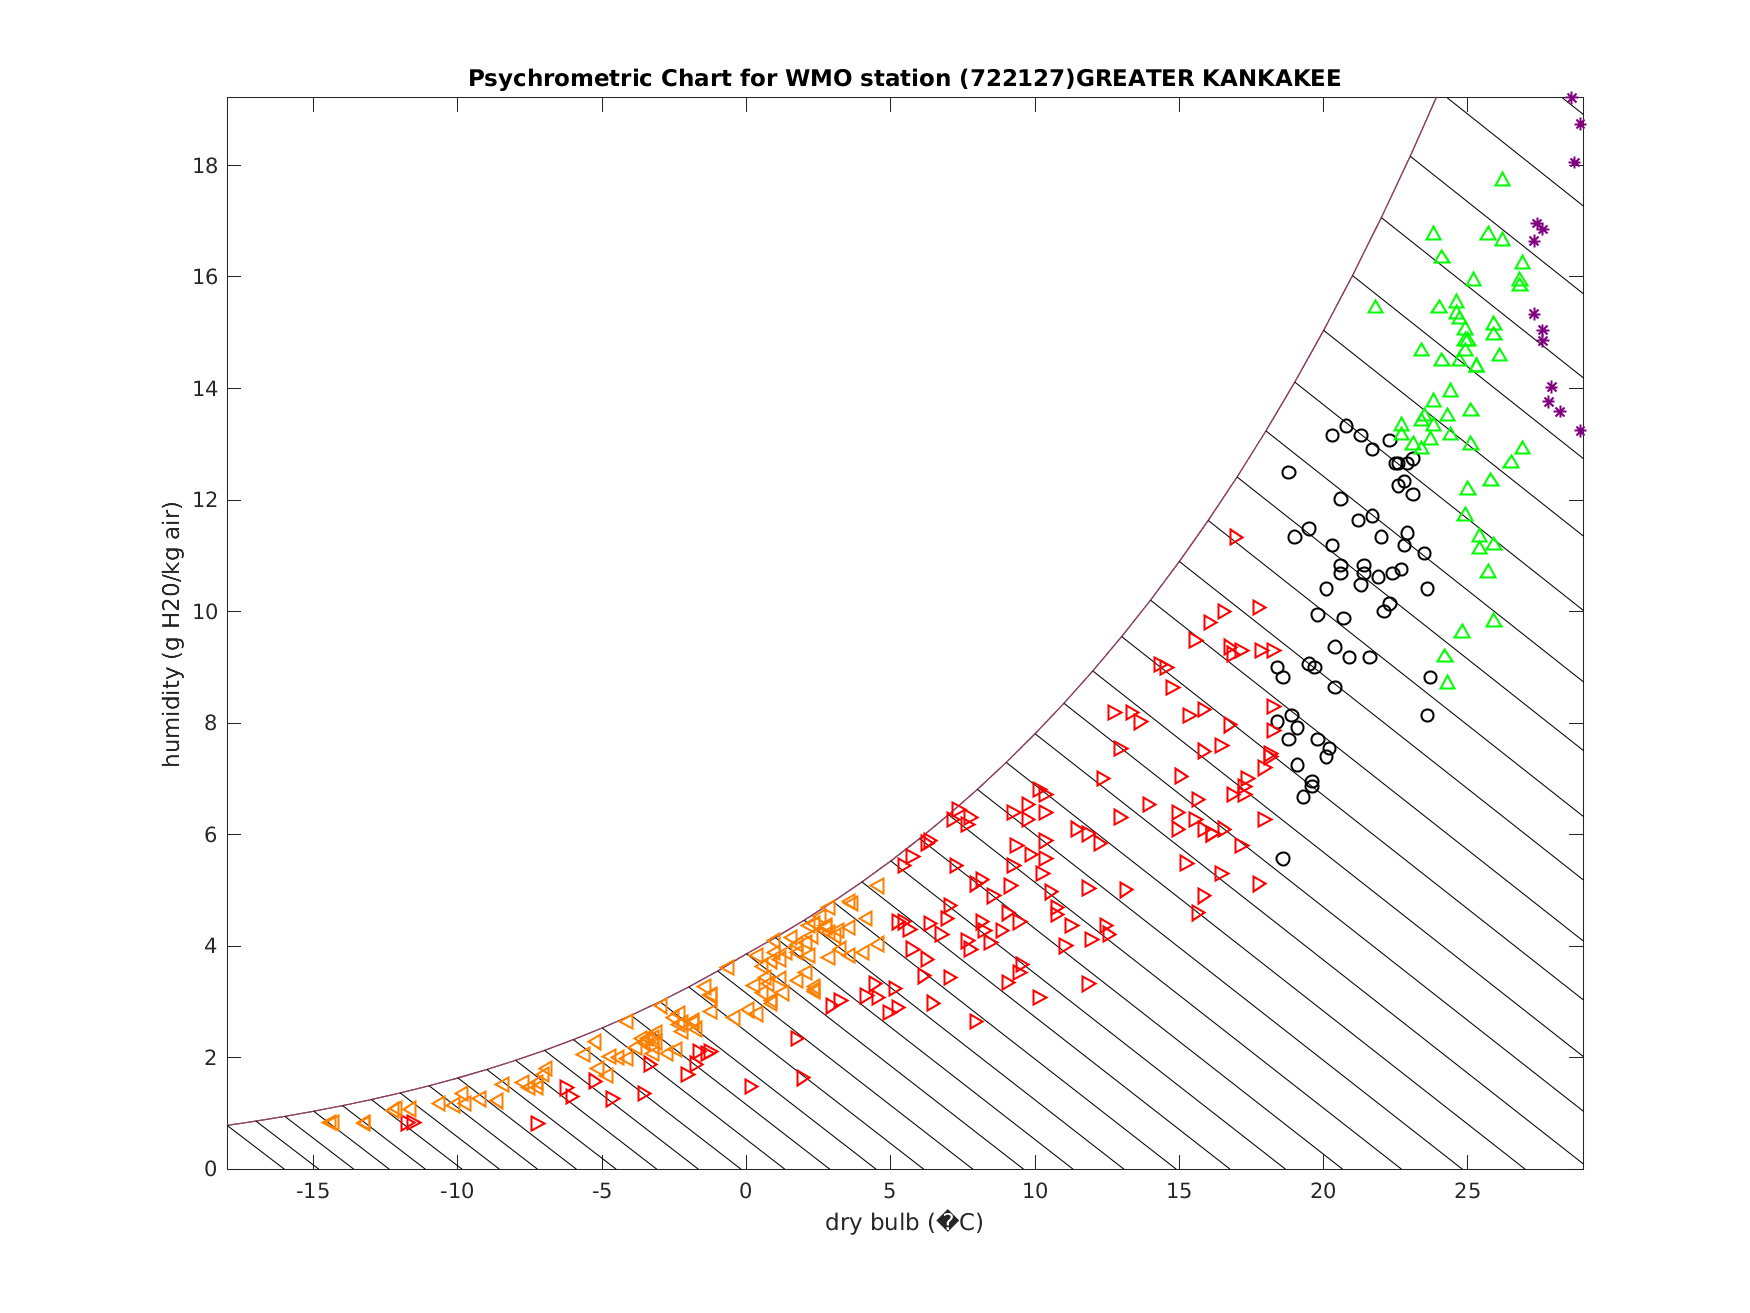 Psychrometric Chart for WMO station (722127)GREATER KANKAKEE
humidity (g H20/kg air)
18
16
14
12
10
8
6
4
2
0
-15 -10 -5 0 5 10 15 20 25
dry bulb (�C)